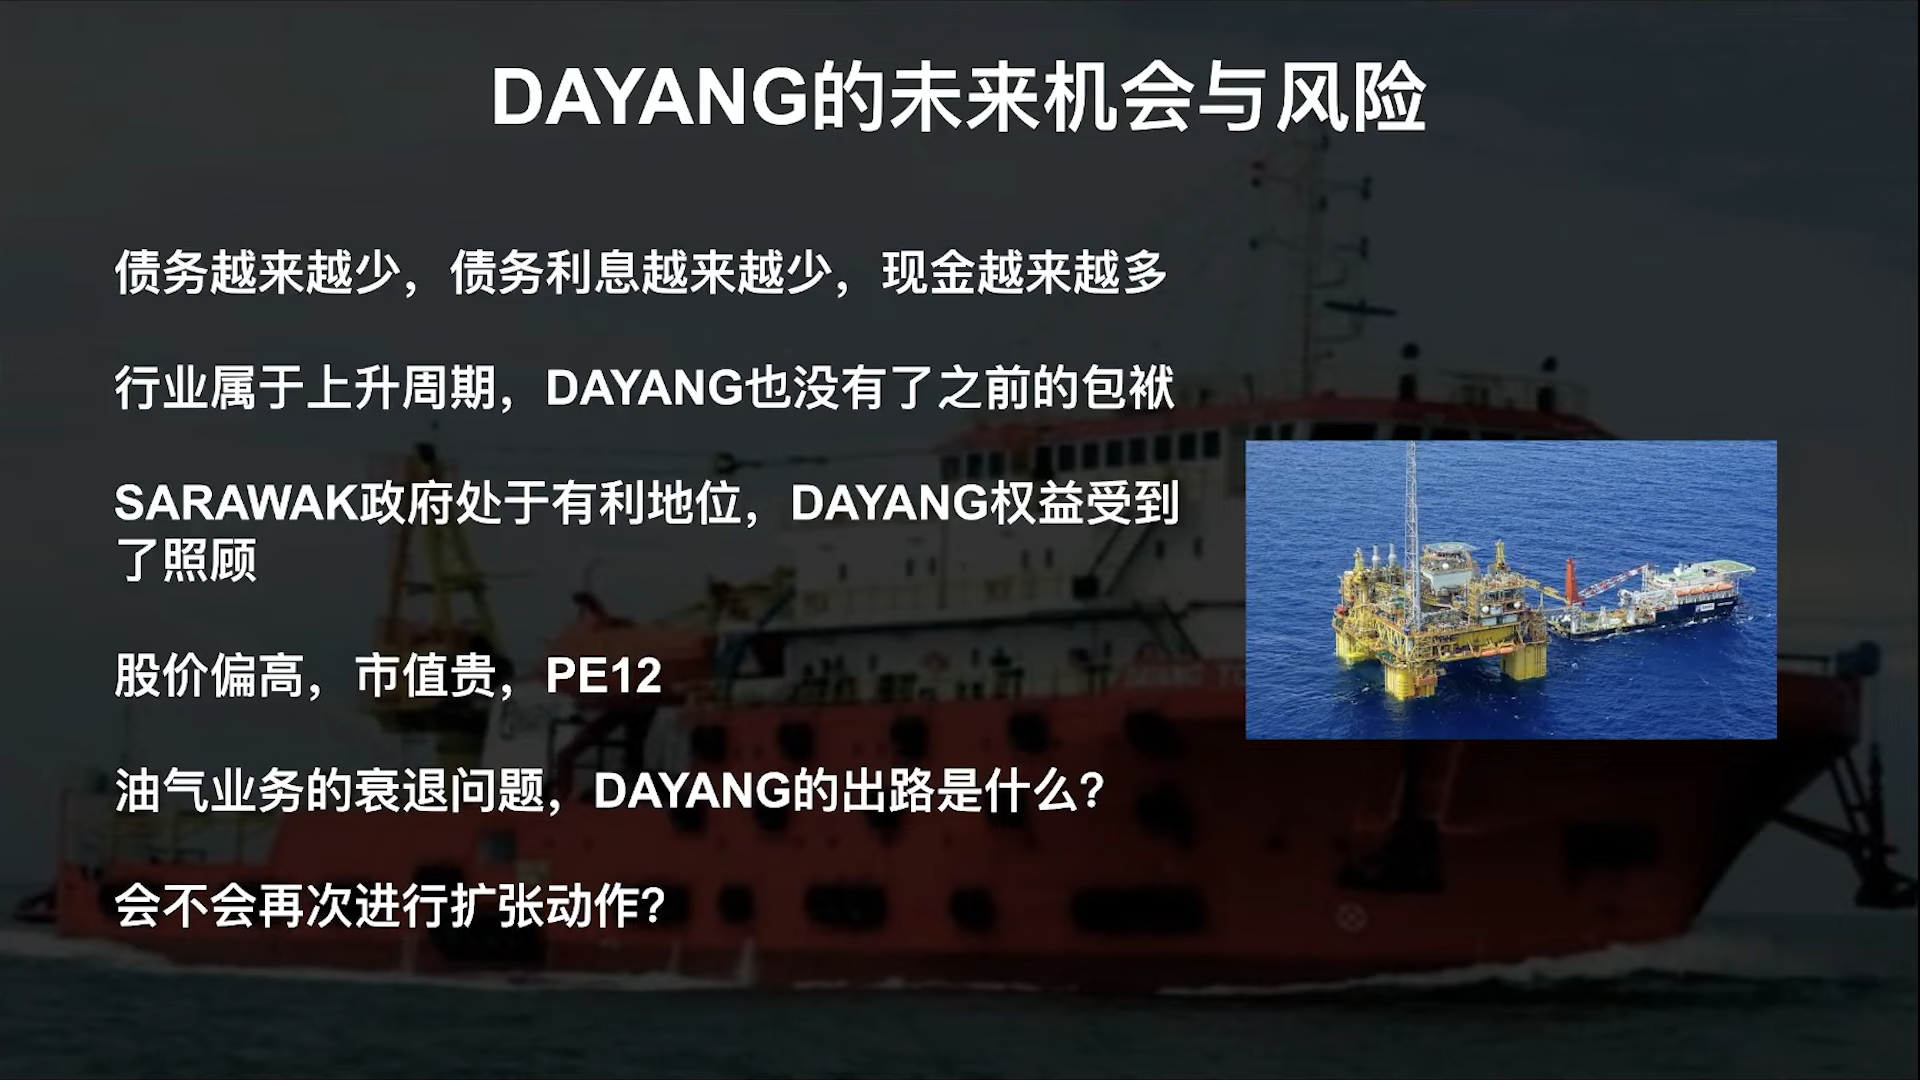 DAYANG的未来机会与风险
债务越来越少，债务利息越来越少，现金越来越多
行业属于上升周期，DAYANG也没有了之前的包袱
SARAWAK政府处于有利地位，DAYANG权益受到
了照顾
股价偏高，市值贵，PE12
油气业务的衰退问题，DAYANG的出路是什么？
会不会再次进行扩张动作？